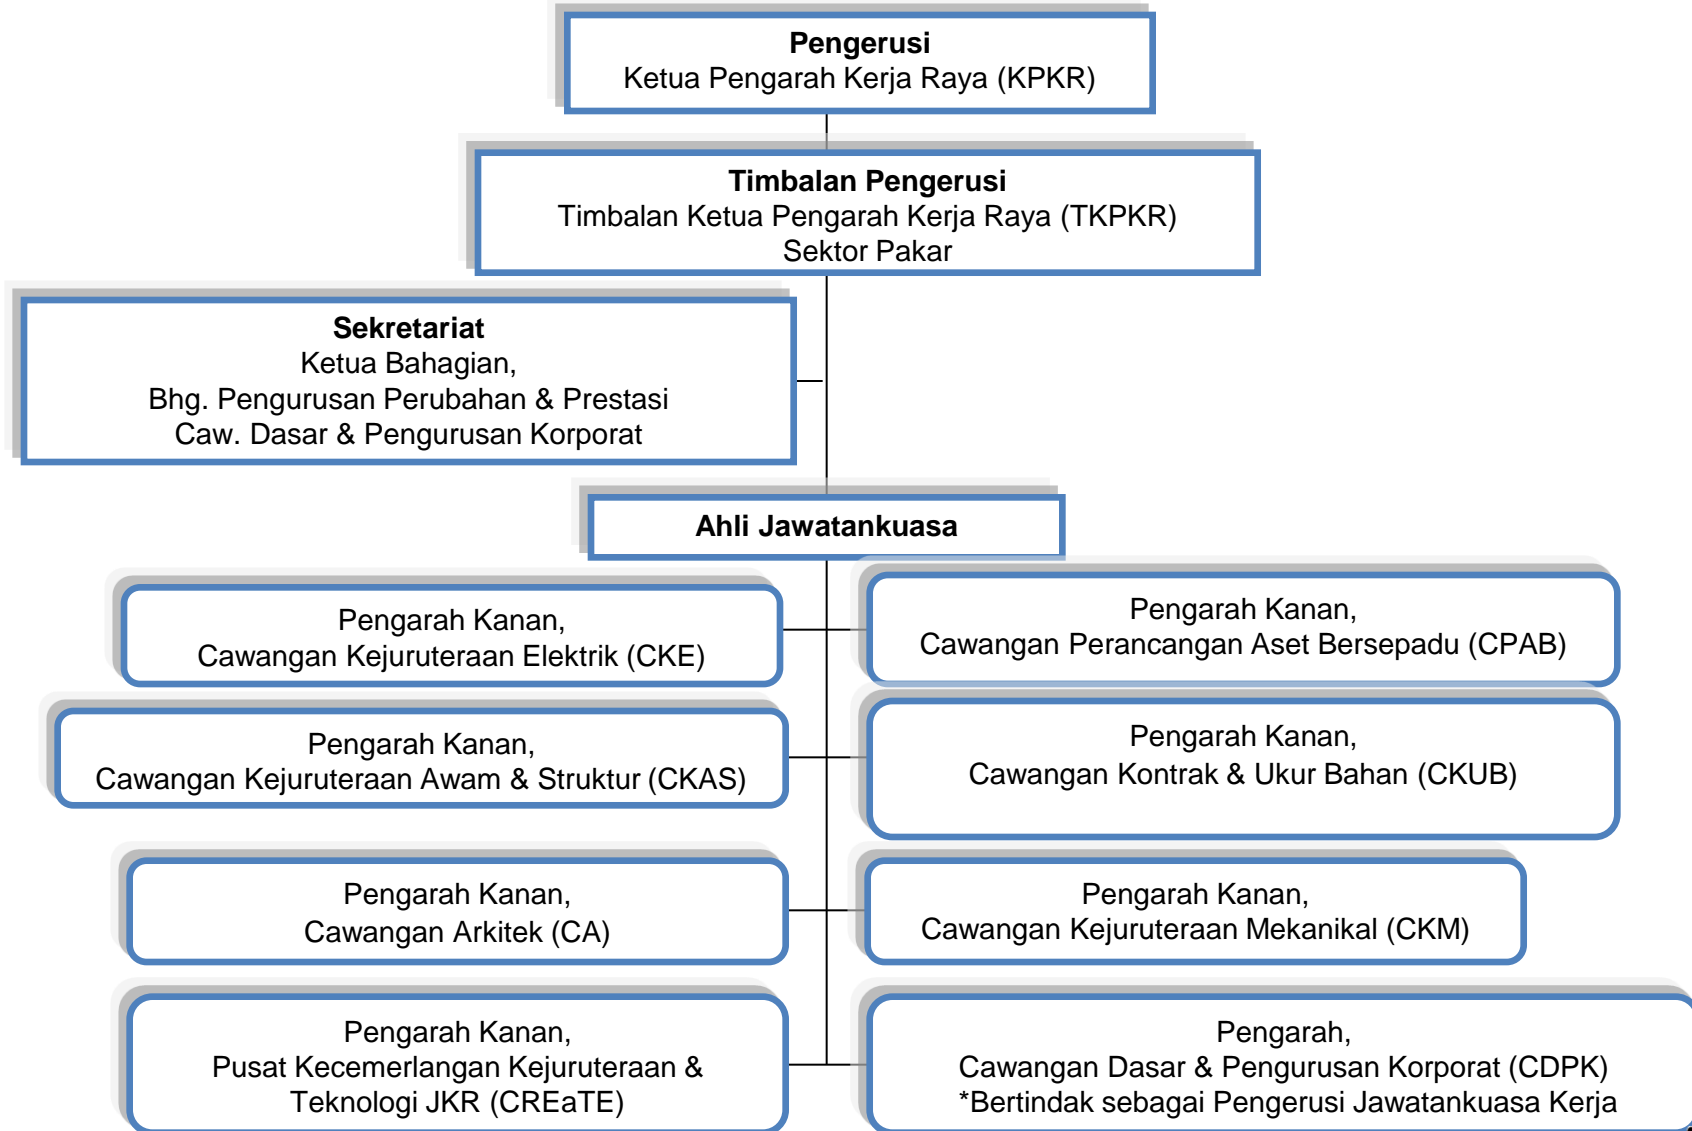 Pengerusi
Ketua Pengarah Kerja Raya (KPKR)
Timbalan Pengerusi
Timbalan Ketua Pengarah Kerja Raya (TKPKR)
Sektor Pakar
Sekretariat
Ketua Bahagian,
Bhg. Pengurusan Perubahan & Prestasi
Caw. Dasar & Pengurusan Korporat
Ahli Jawatankuasa
Pengarah Kanan,
Cawangan Kejuruteraan Elektrik (CKE)
Pengarah Kanan,
Cawangan Perancangan Aset Bersepadu (CPAB)
Pengarah Kanan,
Cawangan Kejuruteraan Awam & Struktur (CKAS)
Pengarah Kanan,
Cawangan Kontrak & Ukur Bahan (CKUB)
Pengarah Kanan,
Cawangan Arkitek (CA)
Pengarah Kanan,
Cawangan Kejuruteraan Mekanikal (CKM)
Pengarah Kanan,
Pusat Kecemerlangan Kejuruteraan &
Teknologi JKR (CREaTE)
Pengarah,
Cawangan Dasar & Pengurusan Korporat (CDPK)
*Bertindak sebagai Pengerusi Jawatankuasa Kerja